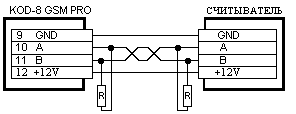 KOD-8 GSM PRO
СЧИТЫВАТЕЛЬ
9 GND
GND
10 A
A
11 B
B
12 +12V
+12V
R
R